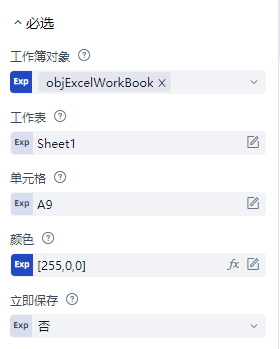 必选
工作簿对象
Exp objExcelWorkBook
工作表
Exp Sheet1
单元格
Exp A9
颜色
Exp [255,0,0] fx
立即保存
Exp 否